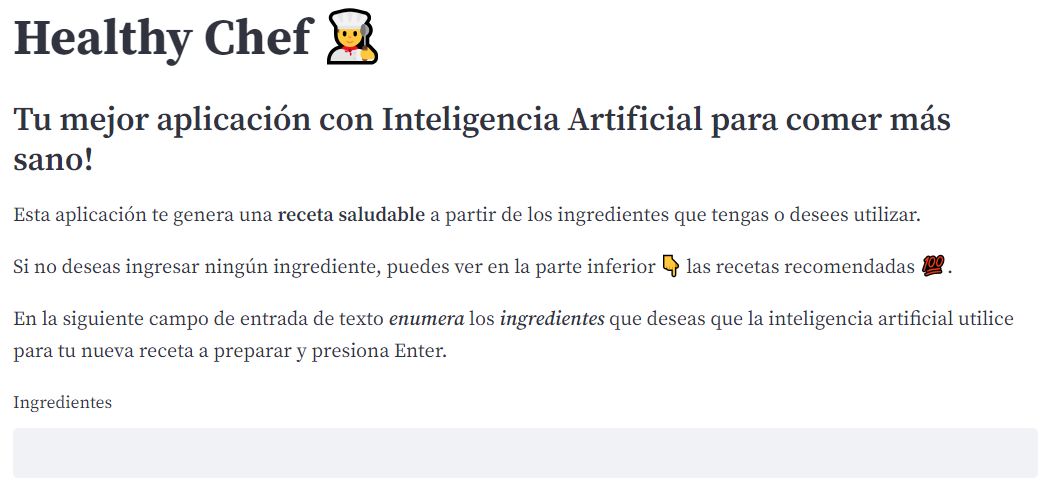 Healthy Chef 👩‍🍳
Tu mejor aplicación con Inteligencia Artificial para comer más
sano!
Esta aplicación te genera una receta saludable a partir de los ingredientes que tengas o desees utilizar.
Si no deseas ingresar ningún ingrediente, puedes ver en la parte inferior 👇 las recetas recomendadas 💯 .
En la siguiente campo de entrada de texto enumera los ingredientes que deseas que la inteligencia artificial utilice
para tu nueva receta a preparar y presiona Enter.
Ingredientes